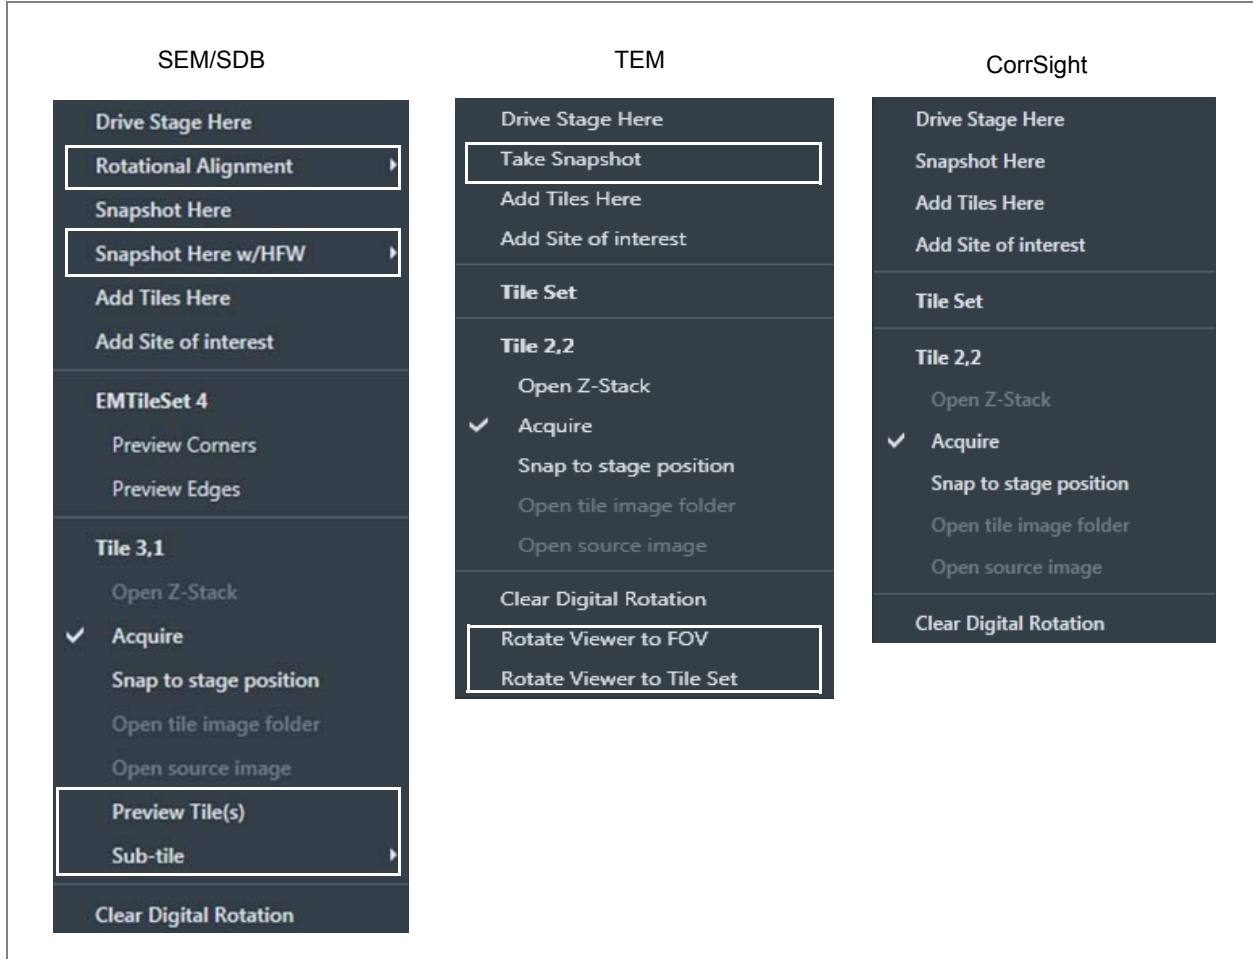 SEM/SDB
Drive Stage Here
Rotational Alignment
Snapshot Here
Snapshot Here w/HFW
Add Tiles Here
Add Site of interest
EMTileSet 4
Preview Corners
Preview Edges
Tile 3,1
Open Z-Stack
Acquire
Snap to stage position
Open tile image folder
Open source image
Preview Tile(s)
Sub-tile
Clear Digital Rotation
TEM
Drive Stage Here
Take Snapshot
Add Tiles Here
Add Site of interest
Tile Set
Tile 2,2
Open Z-Stack
Acquire
Snap to stage position
Open tile image folder
Open source image
Clear Digital Rotation
Rotate Viewer to FOV
Rotate Viewer to Tile Set
CorrSight
Drive Stage Here
Snapshot Here
Add Tiles Here
Add Site of interest
Tile Set
Tile 2,2
Open Z-Stack
Acquire
Snap to stage position
Open tile image folder
Open source image
Clear Digital Rotation